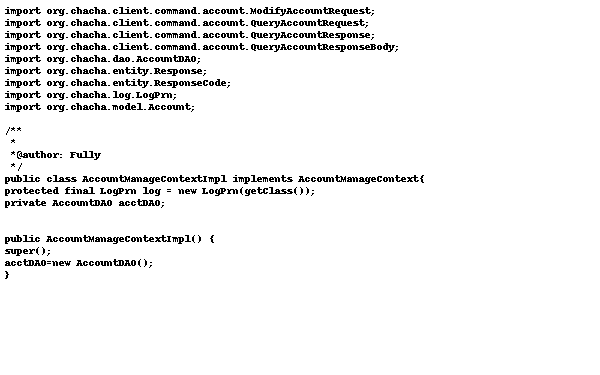 import org.chacha.client.command.account.ModifyAccountRequest;
import org.chacha.client.command.account.QueryAccountRequest;
import org.chacha.client.command.account.QueryAccountResponse;
import org.chacha.client.command.account.QueryAccountResponseBody;
import org.chacha.dao.AccountDAO;
import org.chacha.entity.Response;
import org.chacha.entity.ResponseCode;
import org.chacha.log.LogPrn;
import org.chacha.model.Account;
/**
*
*@author: Fully
*/
public class AccountManageContextImpl implements AccountManageContext{
protected final LogPrn log = new LogPrn(getClass());
private AccountDAO acctDAO;
public AccountManageContextImpl() {
super();
acctDAO=new AccountDAO();
}